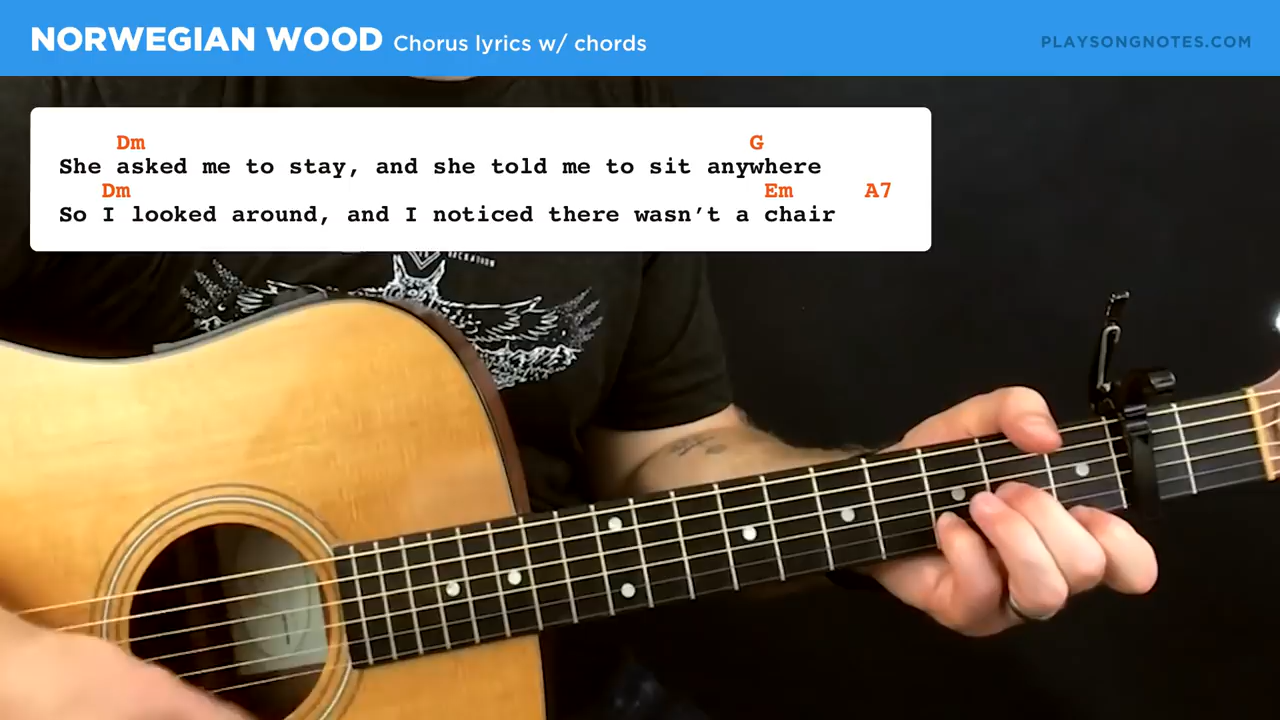 NORWEGIAN WOOD Chorus lyrics w/ chords
PLAYSONGNOTES.COM
Dm G
She asked me to stay, and she told me to sit anywhere
Dm Em A7
So I looked around, and I noticed there wasn’t a chair